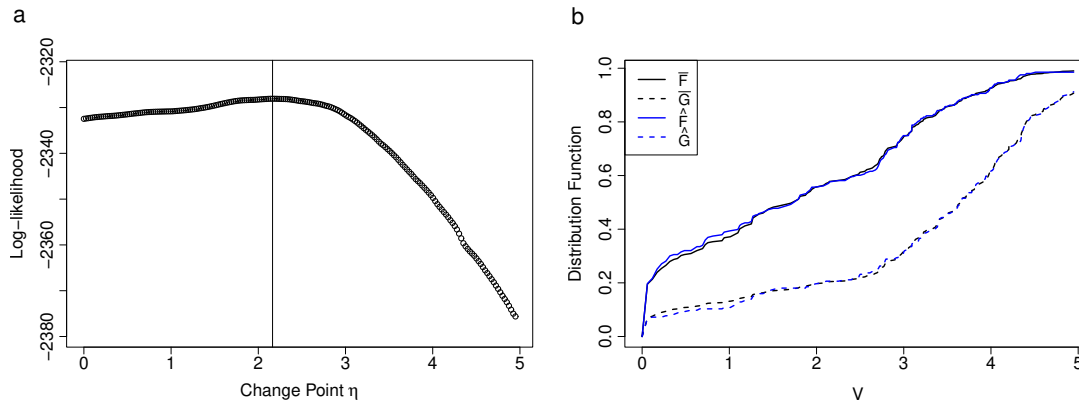 a
b
Log−likelihood
−2320
−2340
−2360
−2380
0 1 2 3 4 5
Change Point η
Distribution Function
1.0
0.8
0.6
0.4
0.2
0.0
F̅
G̅
F̂
Ĝ
0 1 2 3 4 5
V